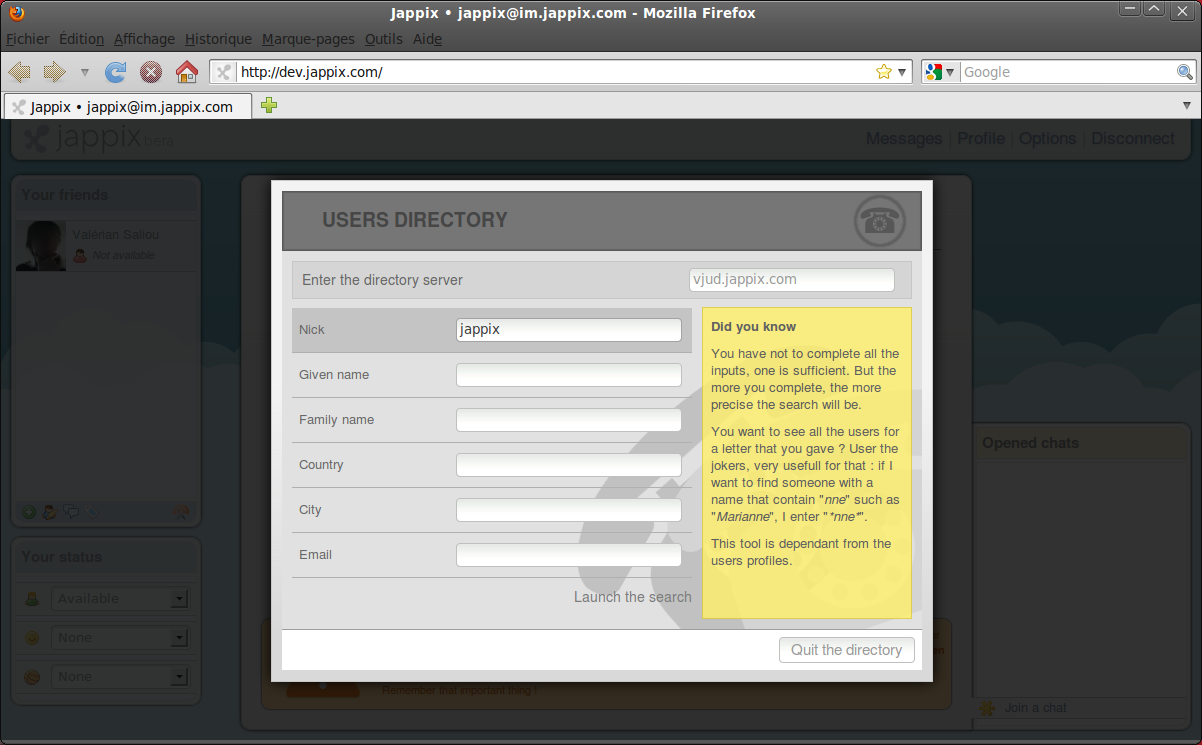 Jappix • jappix@im.jappix.com - Mozilla Firefox
Fichier Édition Affichage Historique Marque-pages Outils Aide
http://dev.jappix.com/
Google
Jappix • jappix@im.jappix.com
jappix beta
Messages | Profile | Options | Disconnect
Your friends
Valérian Saliou
Not available
USERS DIRECTORY
Enter the directory server
vjud.jappix.com
Nick
jappix
Given name
Family name
Country
City
Email
Launch the search
Did you know
You have not to complete all the
inputs, one is sufficient. But the
more you complete, the more
precise the search will be.
You want to see all the users for
a letter that you gave ? User the
jokers, very usefull for that : if I
want to find someone with a
name that contain "nne" such as
"Marianne", I enter "*nne*".
This tool is dependant from the
users profiles.
Quit the directory
Opened chats
Your status
Available
None
None
Remember that important thing !
Join a chat